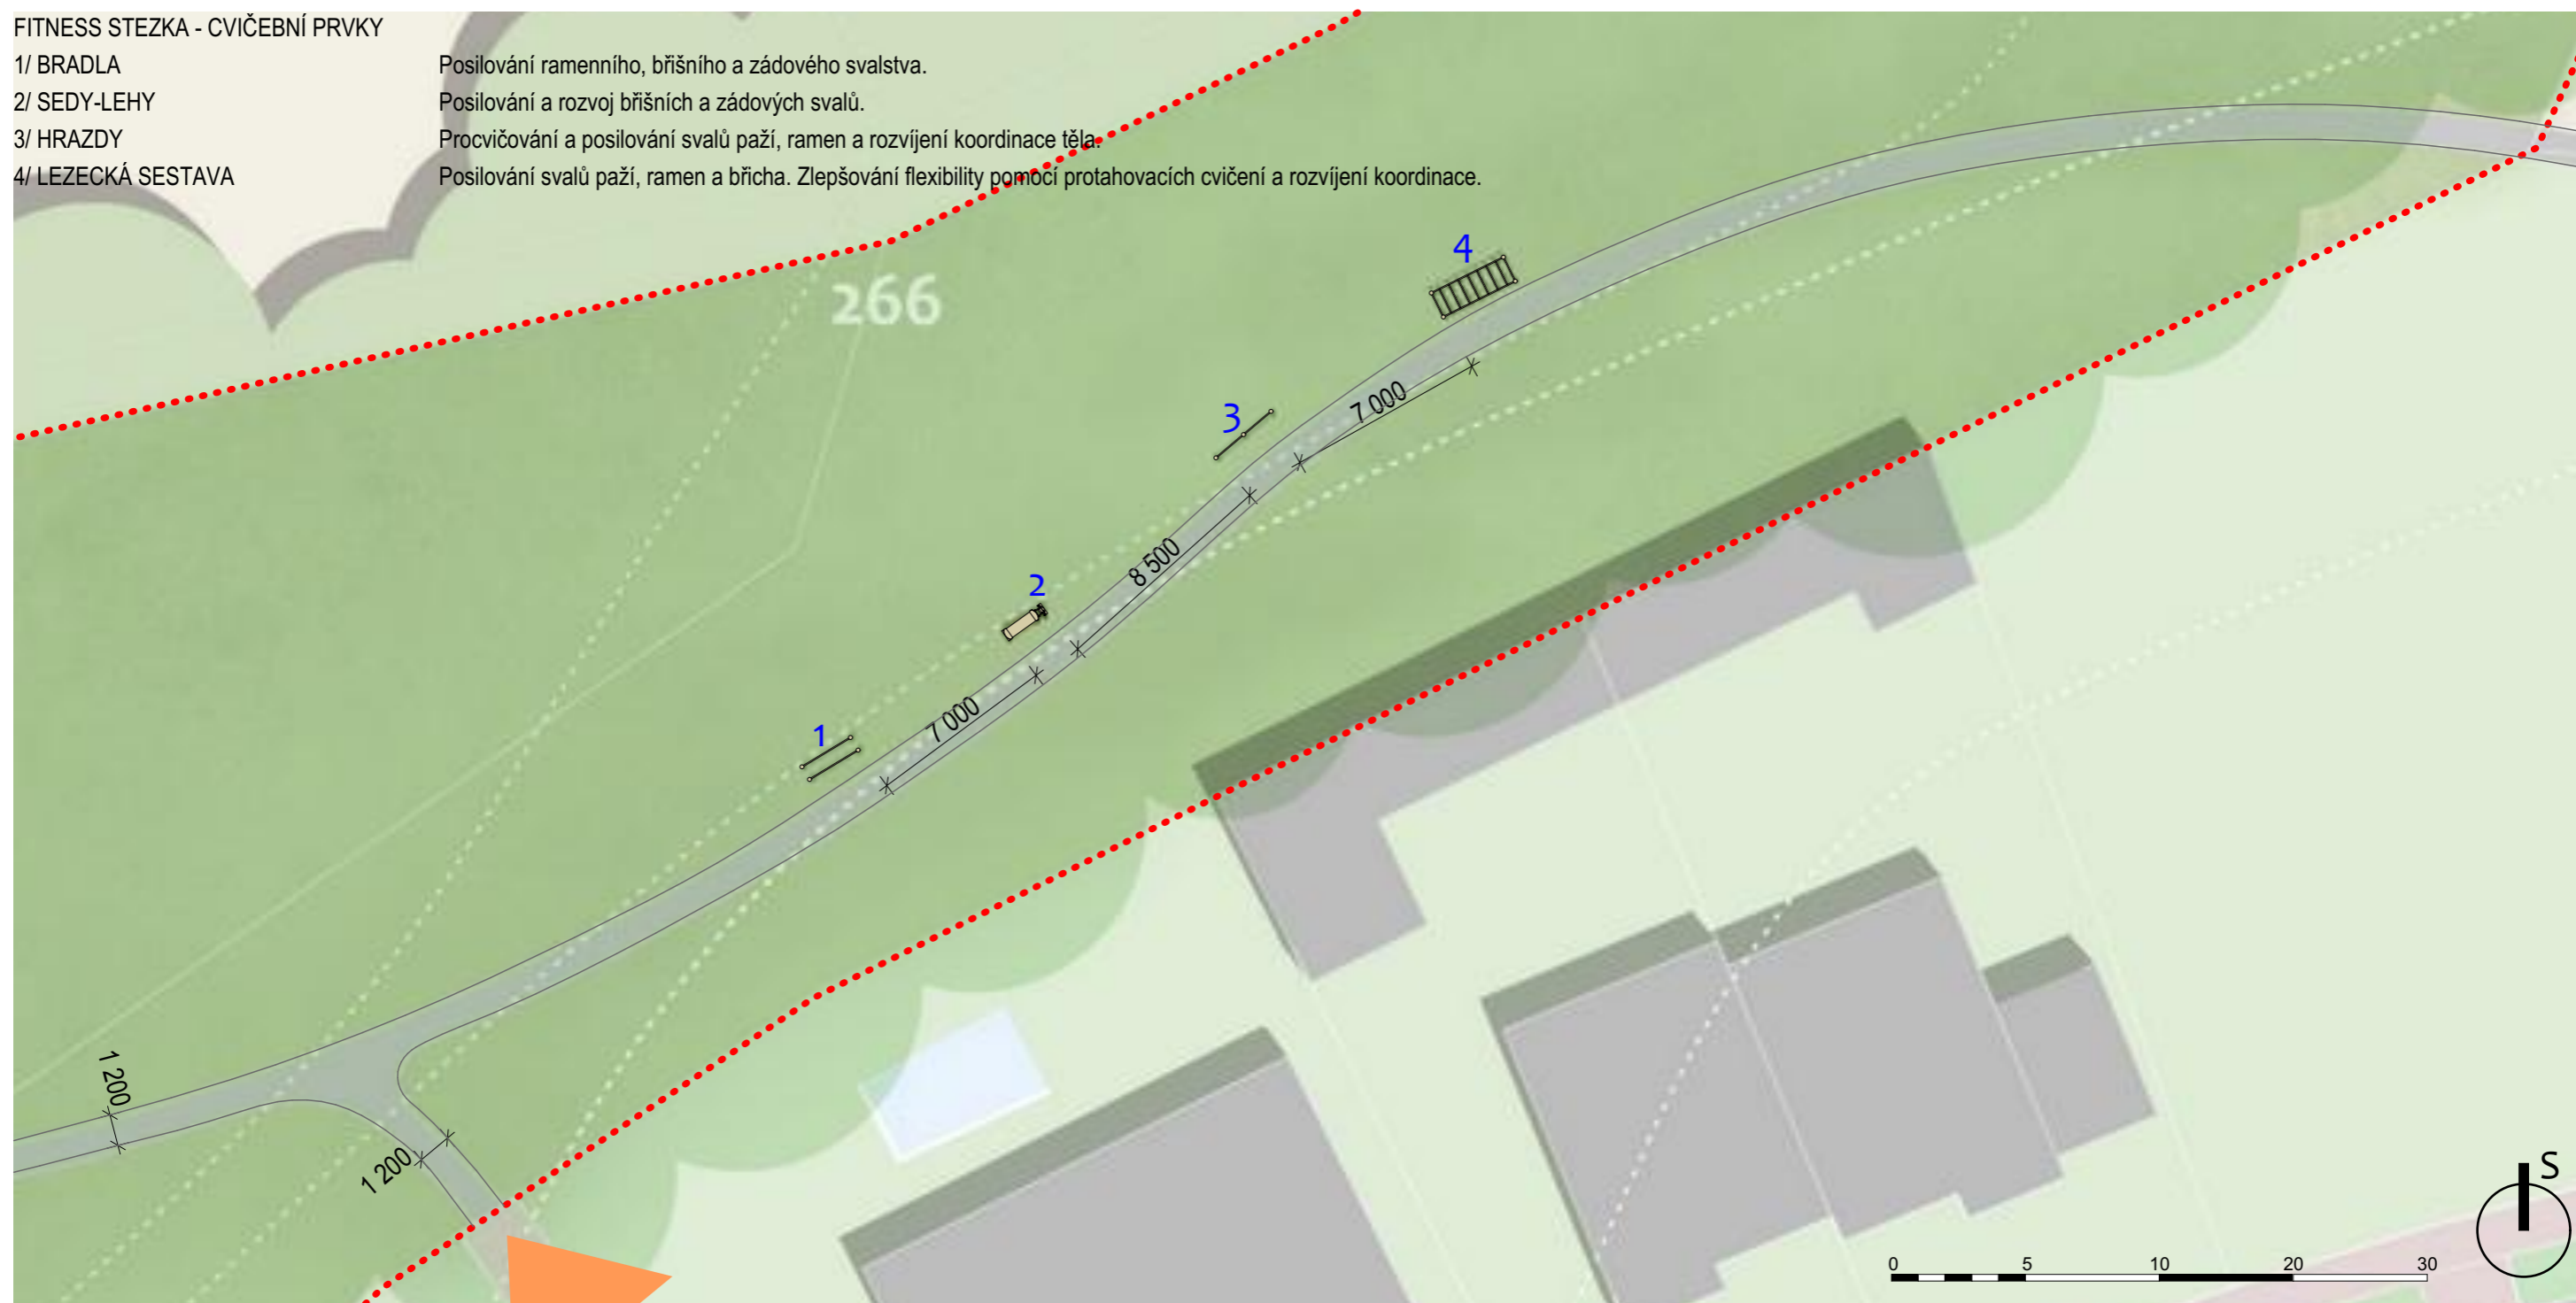 FITNESS STEZKA - CVIČEBNÍ PRVKY
1/ BRADLA Posilování ramenního, břišního a zádového svalstva.
2/ SEDY-LEHY Posilování a rozvoj břišních a zádových svalů.
3/ HRAZDY Procvičování a posilování svalů paží, ramen a rozvíjení koordinace těla.
4/ LEZECKÁ SESTAVA Posilování svalů paží, ramen a břicha. Zlepšování flexibility pomocí protahovacích cvičení a rozvíjení koordinace.
4
266
7 000
3
8 500
2
7 000
1
1 200
1 200
S
0 5 10 20 30